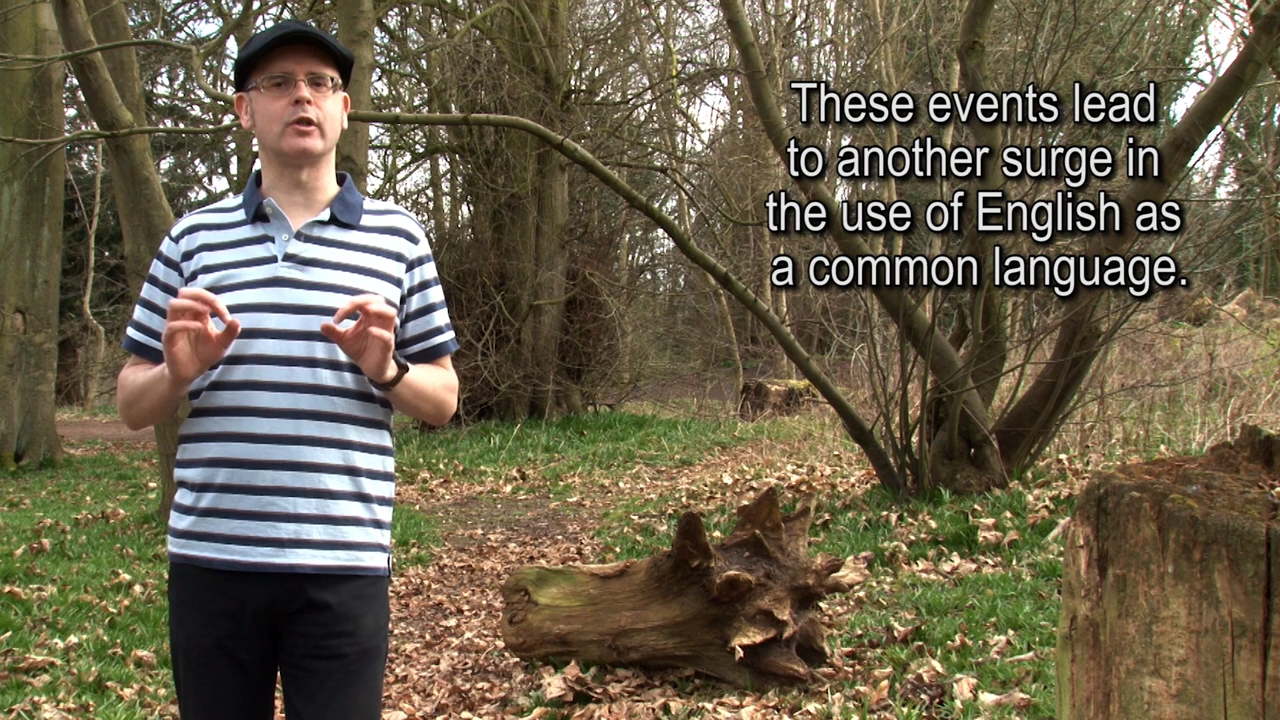 These events lead
to another surge in
the use of English as
a common language.